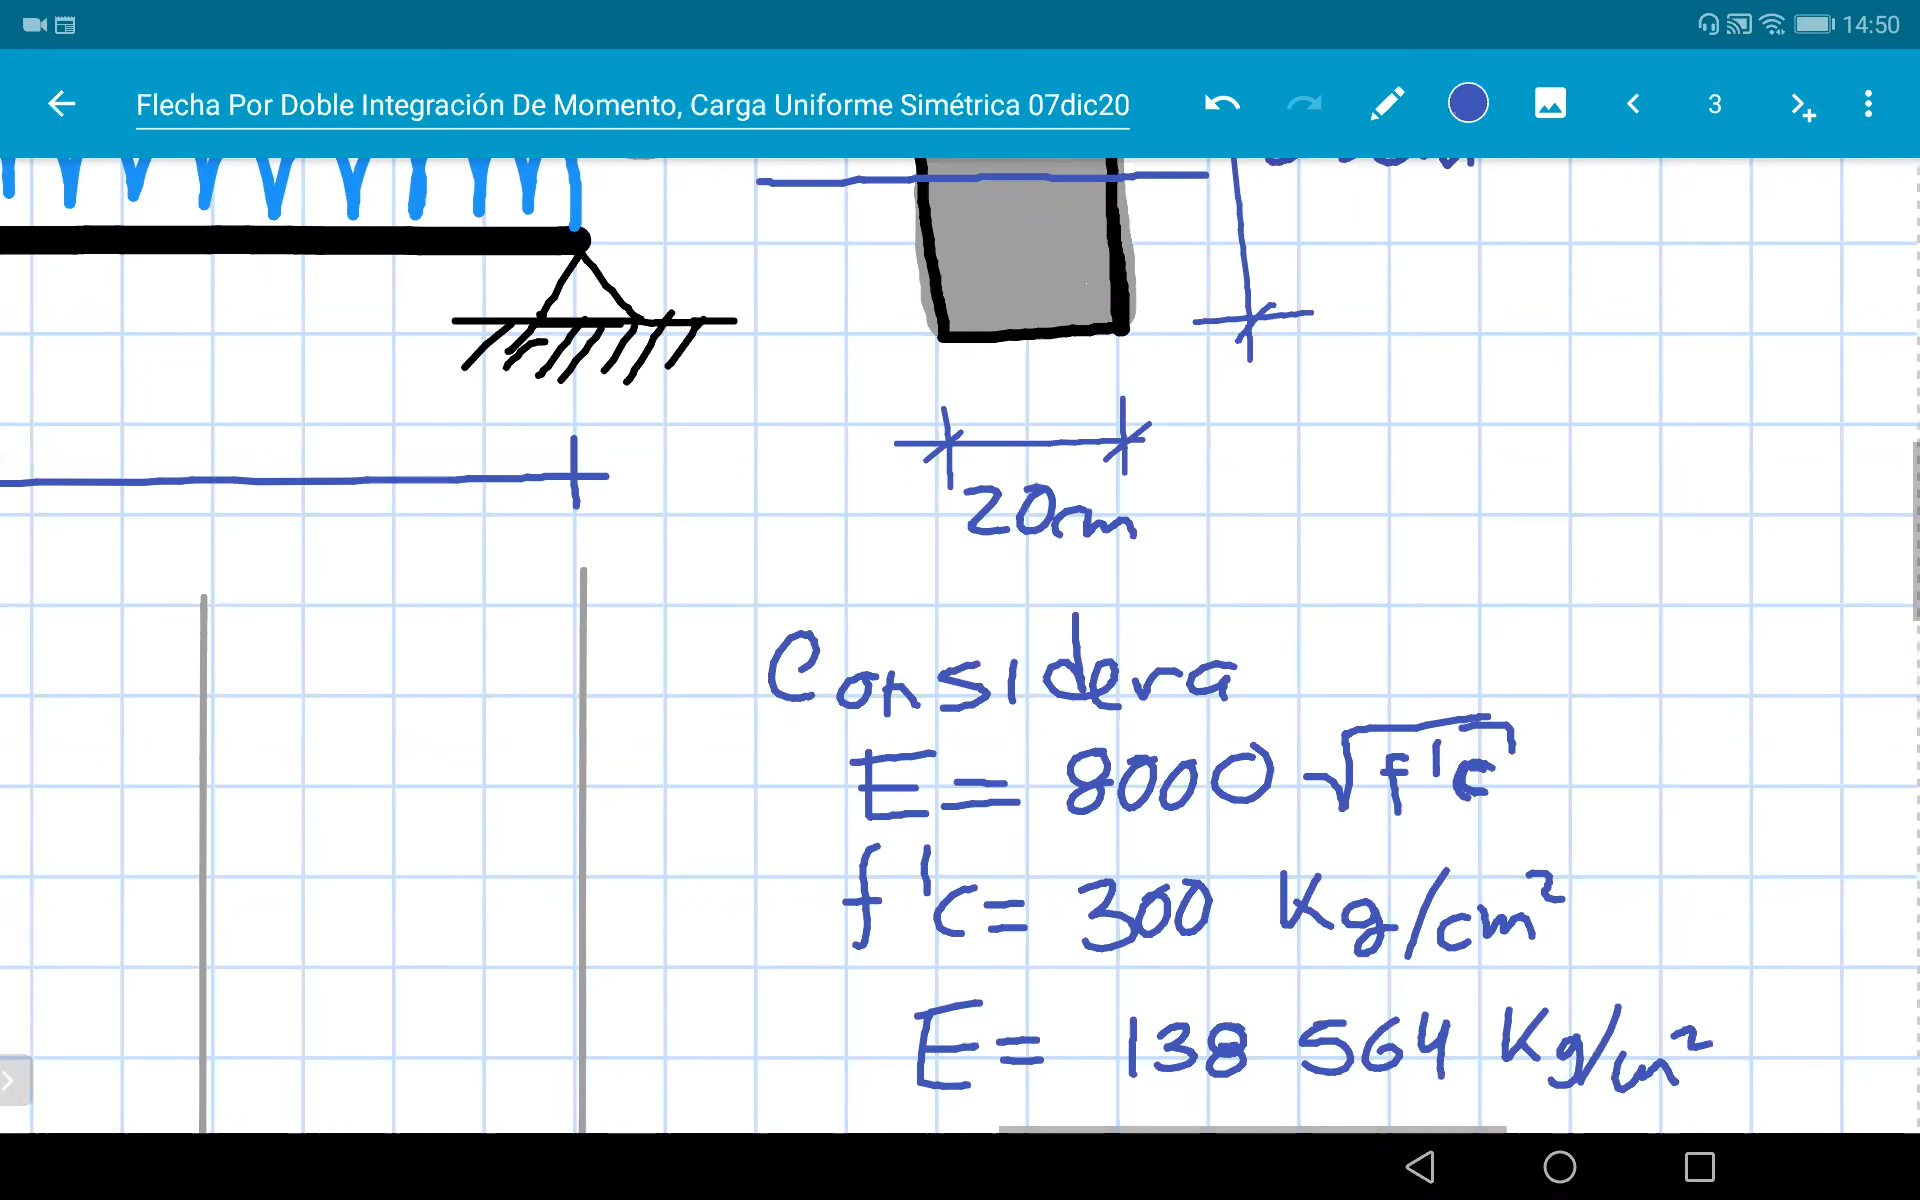 14:50
Flecha Por Doble Integración De Momento, Carga Uniforme Simétrica 07dic20
3
20cm
Considera
E = 8000 √f'c
f'c = 300 Kg/cm²
E = 138 564 Kg/cm²